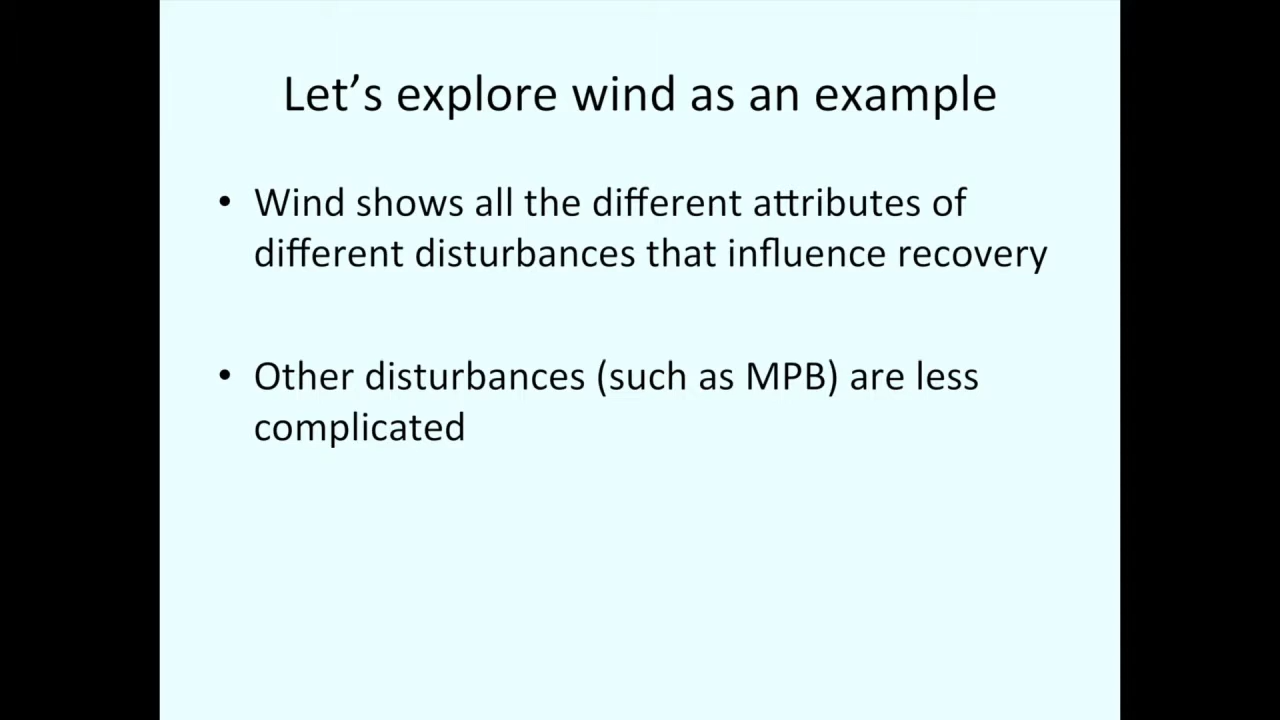 Let’s explore wind as an example
• Wind shows all the different attributes of
different disturbances that influence recovery
• Other disturbances (such as MPB) are less
complicated